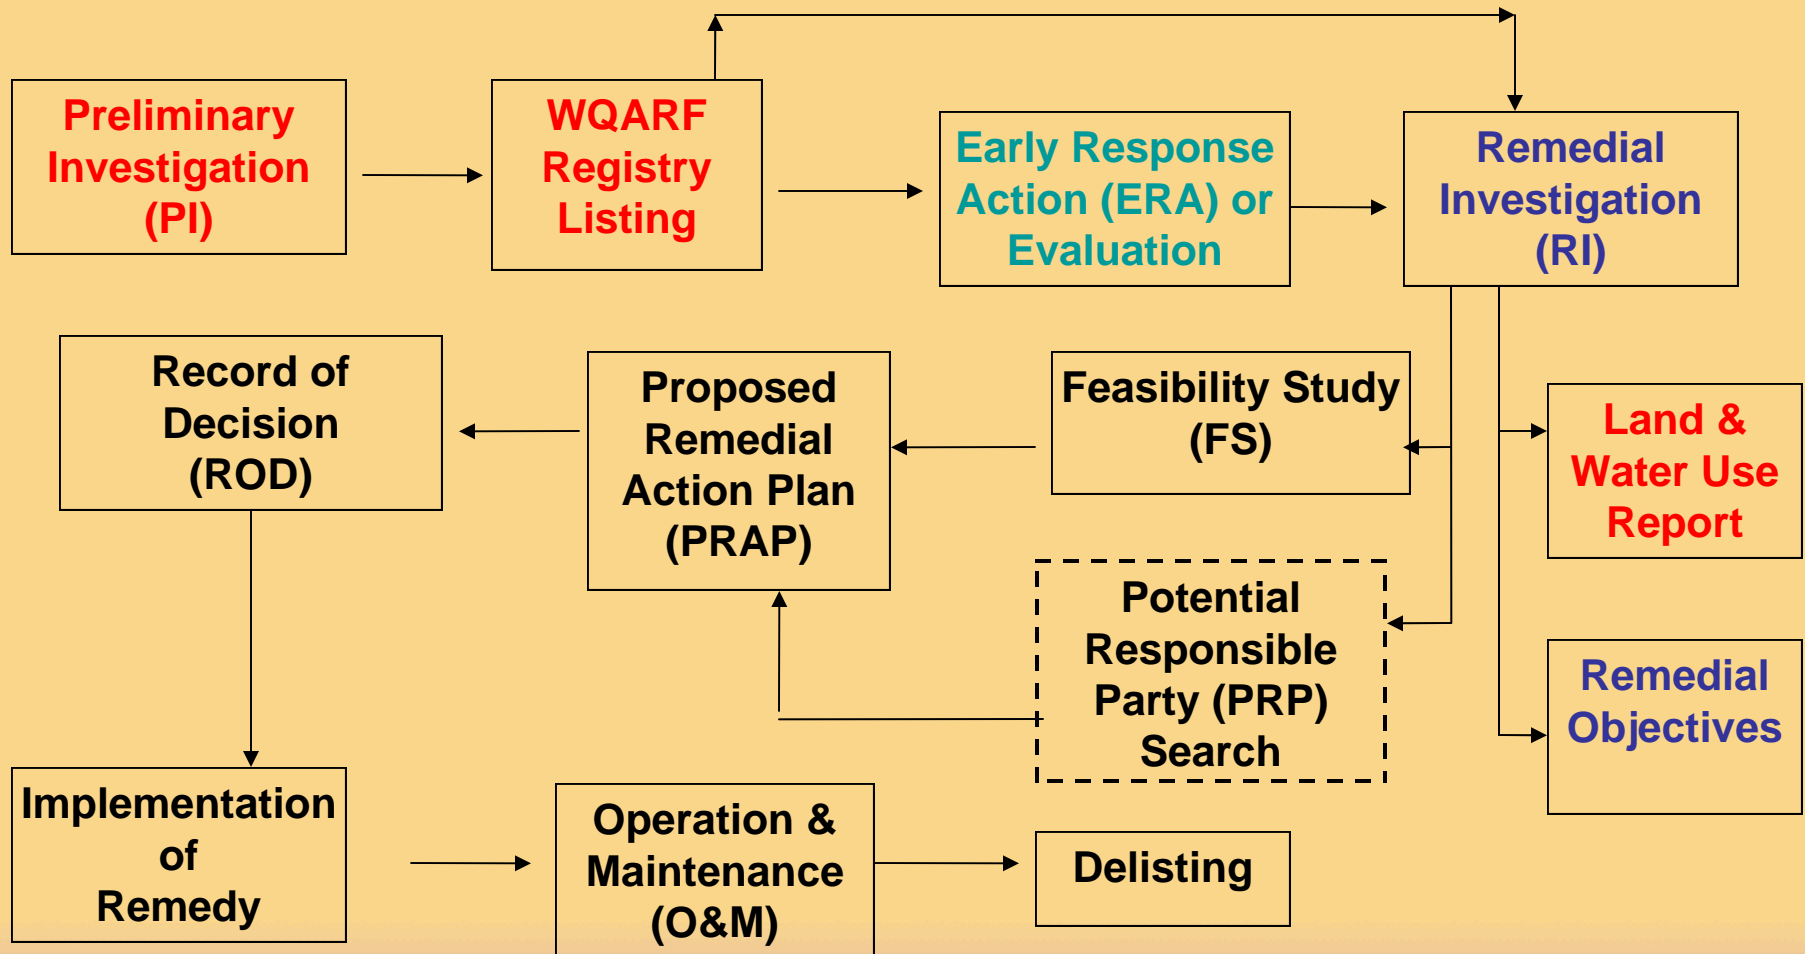 Preliminary
Investigation
(PI)
WQARF
Registry
Listing
Early Response
Action (ERA) or
Evaluation
Remedial
Investigation
(RI)
Record of
Decision
(ROD)
Proposed
Remedial
Action Plan
(PRAP)
Feasibility Study
(FS)
Land &
Water Use
Report
Potential
Responsible
Party (PRP)
Search
Remedial
Objectives
Implementation
of
Remedy
Operation &
Maintenance
(O&M)
Delisting